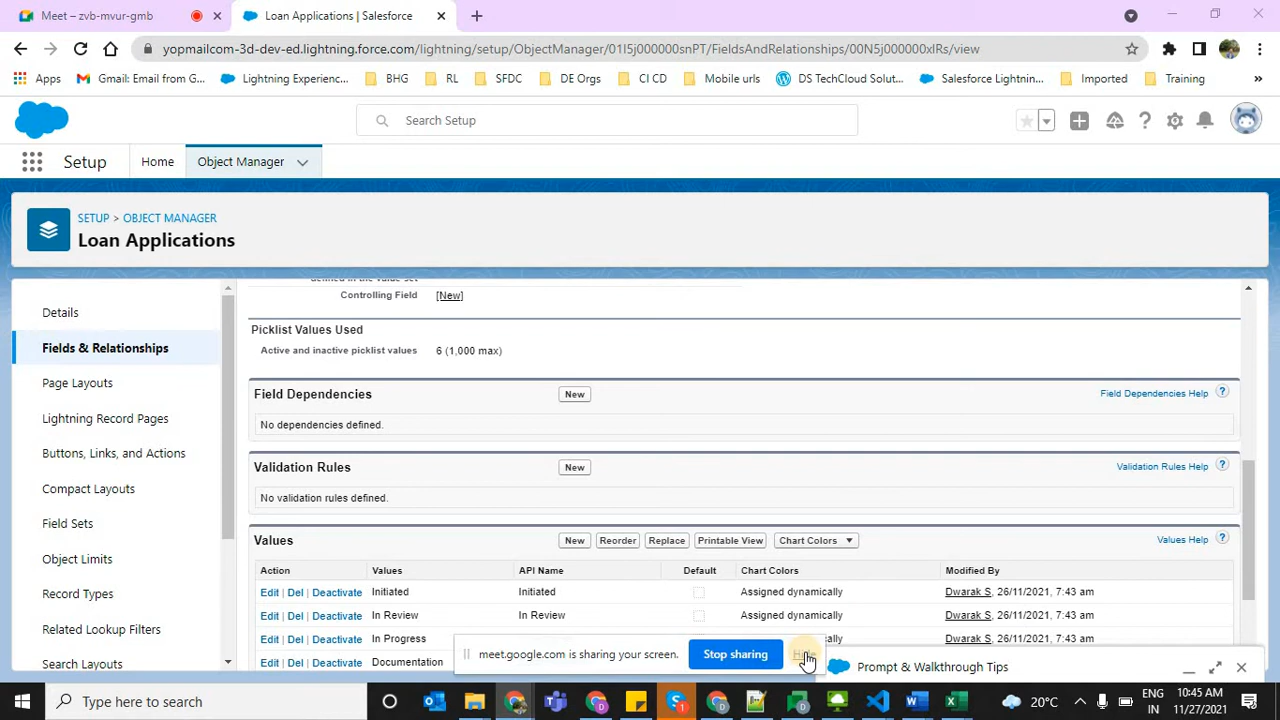 Meet – zvb-mvur-gmb
Loan Applications | Salesforce
yopmailcom-3d-dev-ed.lightning.force.com/lightning/setup/ObjectManager/01I5j000000snPT/FieldsAndRelationships/00N5j000000xIRs/view
Apps
Gmail: Email from G...
Lightning Experienc...
BHG
RL
SFDC
DE Orgs
CI CD
Mobile urls
DS TechCloud Solut...
Salesforce Lightnin...
Imported
Training
»
Search Setup
Setup
Home
Object Manager
SETUP > OBJECT MANAGER
Loan Applications
Details
Fields & Relationships
Page Layouts
Lightning Record Pages
Buttons, Links, and Actions
Compact Layouts
Field Sets
Object Limits
Record Types
Related Lookup Filters
Search Layouts
defined in the value set
Controlling Field [New]
Picklist Values Used
Active and inactive picklist values 6 (1,000 max)
Field Dependencies New Field Dependencies Help ?
No dependencies defined.
Validation Rules New Validation Rules Help ?
No validation rules defined.
Values New Reorder Replace Printable View Chart Colors Values Help ?
Action Values API Name Default Chart Colors Modified By
Edit | Del | Deactivate Initiated Initiated Assigned dynamically Dwarak S, 26/11/2021, 7:43 am
Edit | Del | Deactivate In Review In Review Assigned dynamically Dwarak S, 26/11/2021, 7:43 am
Edit | Del | Deactivate In Progress dynamically Dwarak S, 26/11/2021, 7:43 am
Edit | Del | Deactivate Documentation
meet.google.com is sharing your screen. Stop sharing
Prompt & Walkthrough Tips
Type here to search
1
20°C
ENG
IN
10:45 AM
11/27/2021